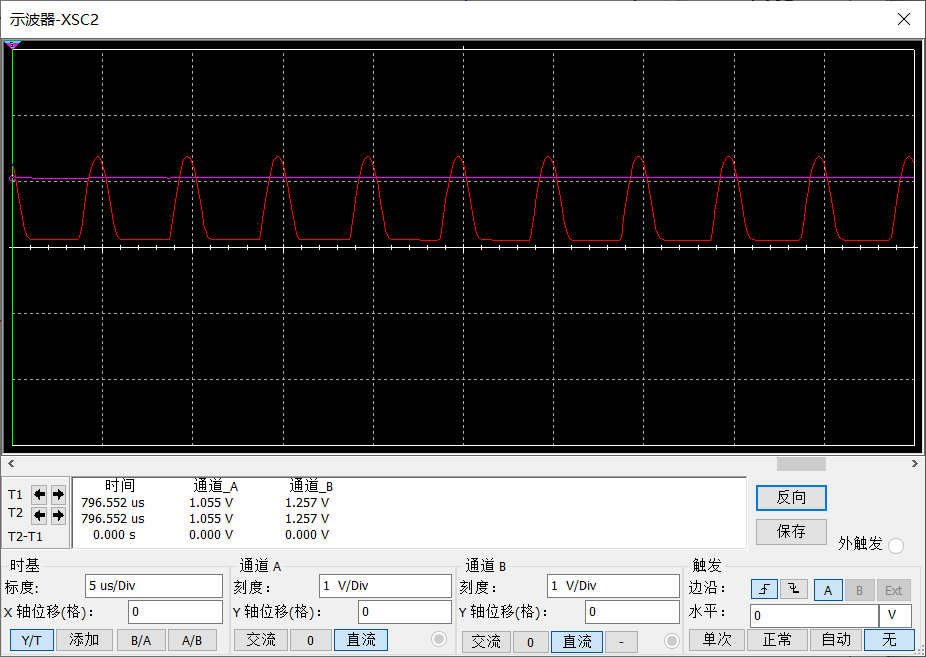 示波器-XSC2
时间 通道_A 通道_B
T1 796.552 us 1.055 V 1.257 V
T2 796.552 us 1.055 V 1.257 V
T2-T1 0.000 s 0.000 V 0.000 V
反向
保存
外触发
时基
标度: 5 us/Div
X 轴位移(格): 0
Y/T 添加 B/A A/B
通道 A
刻度: 1 V/Div
Y 轴位移(格): 0
交流 0 直流
通道 B
刻度: 1 V/Div
Y 轴位移(格): 0
交流 0 直流 -
触发
边沿: A B Ext
水平: 0 V
单次 正常 自动 无